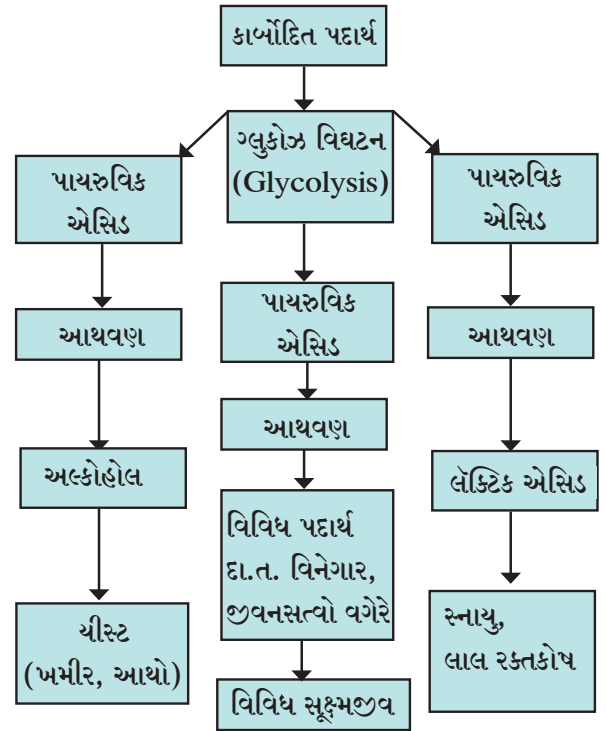 કાર્બોદિત પદાર્થ
ગ્લુકોઝ વિઘટન
(Glycolysis)
પાયરુવિક
એસિડ
આથવણ
અલ્કોહોલ
યીસ્ટ
(ખમીર, આથો)
પાયરુવિક
એસિડ
આથવણ
વિવિધ પદાર્થ
દા.ત. વિનેગાર,
જીવનસત્વો વગેરે
વિવિધ સૂક્ષ્મજીવ
પાયરુવિક
એસિડ
આથવણ
લૅક્ટિક એસિડ
સ્નાયુ,
લાલ રક્તકોષ